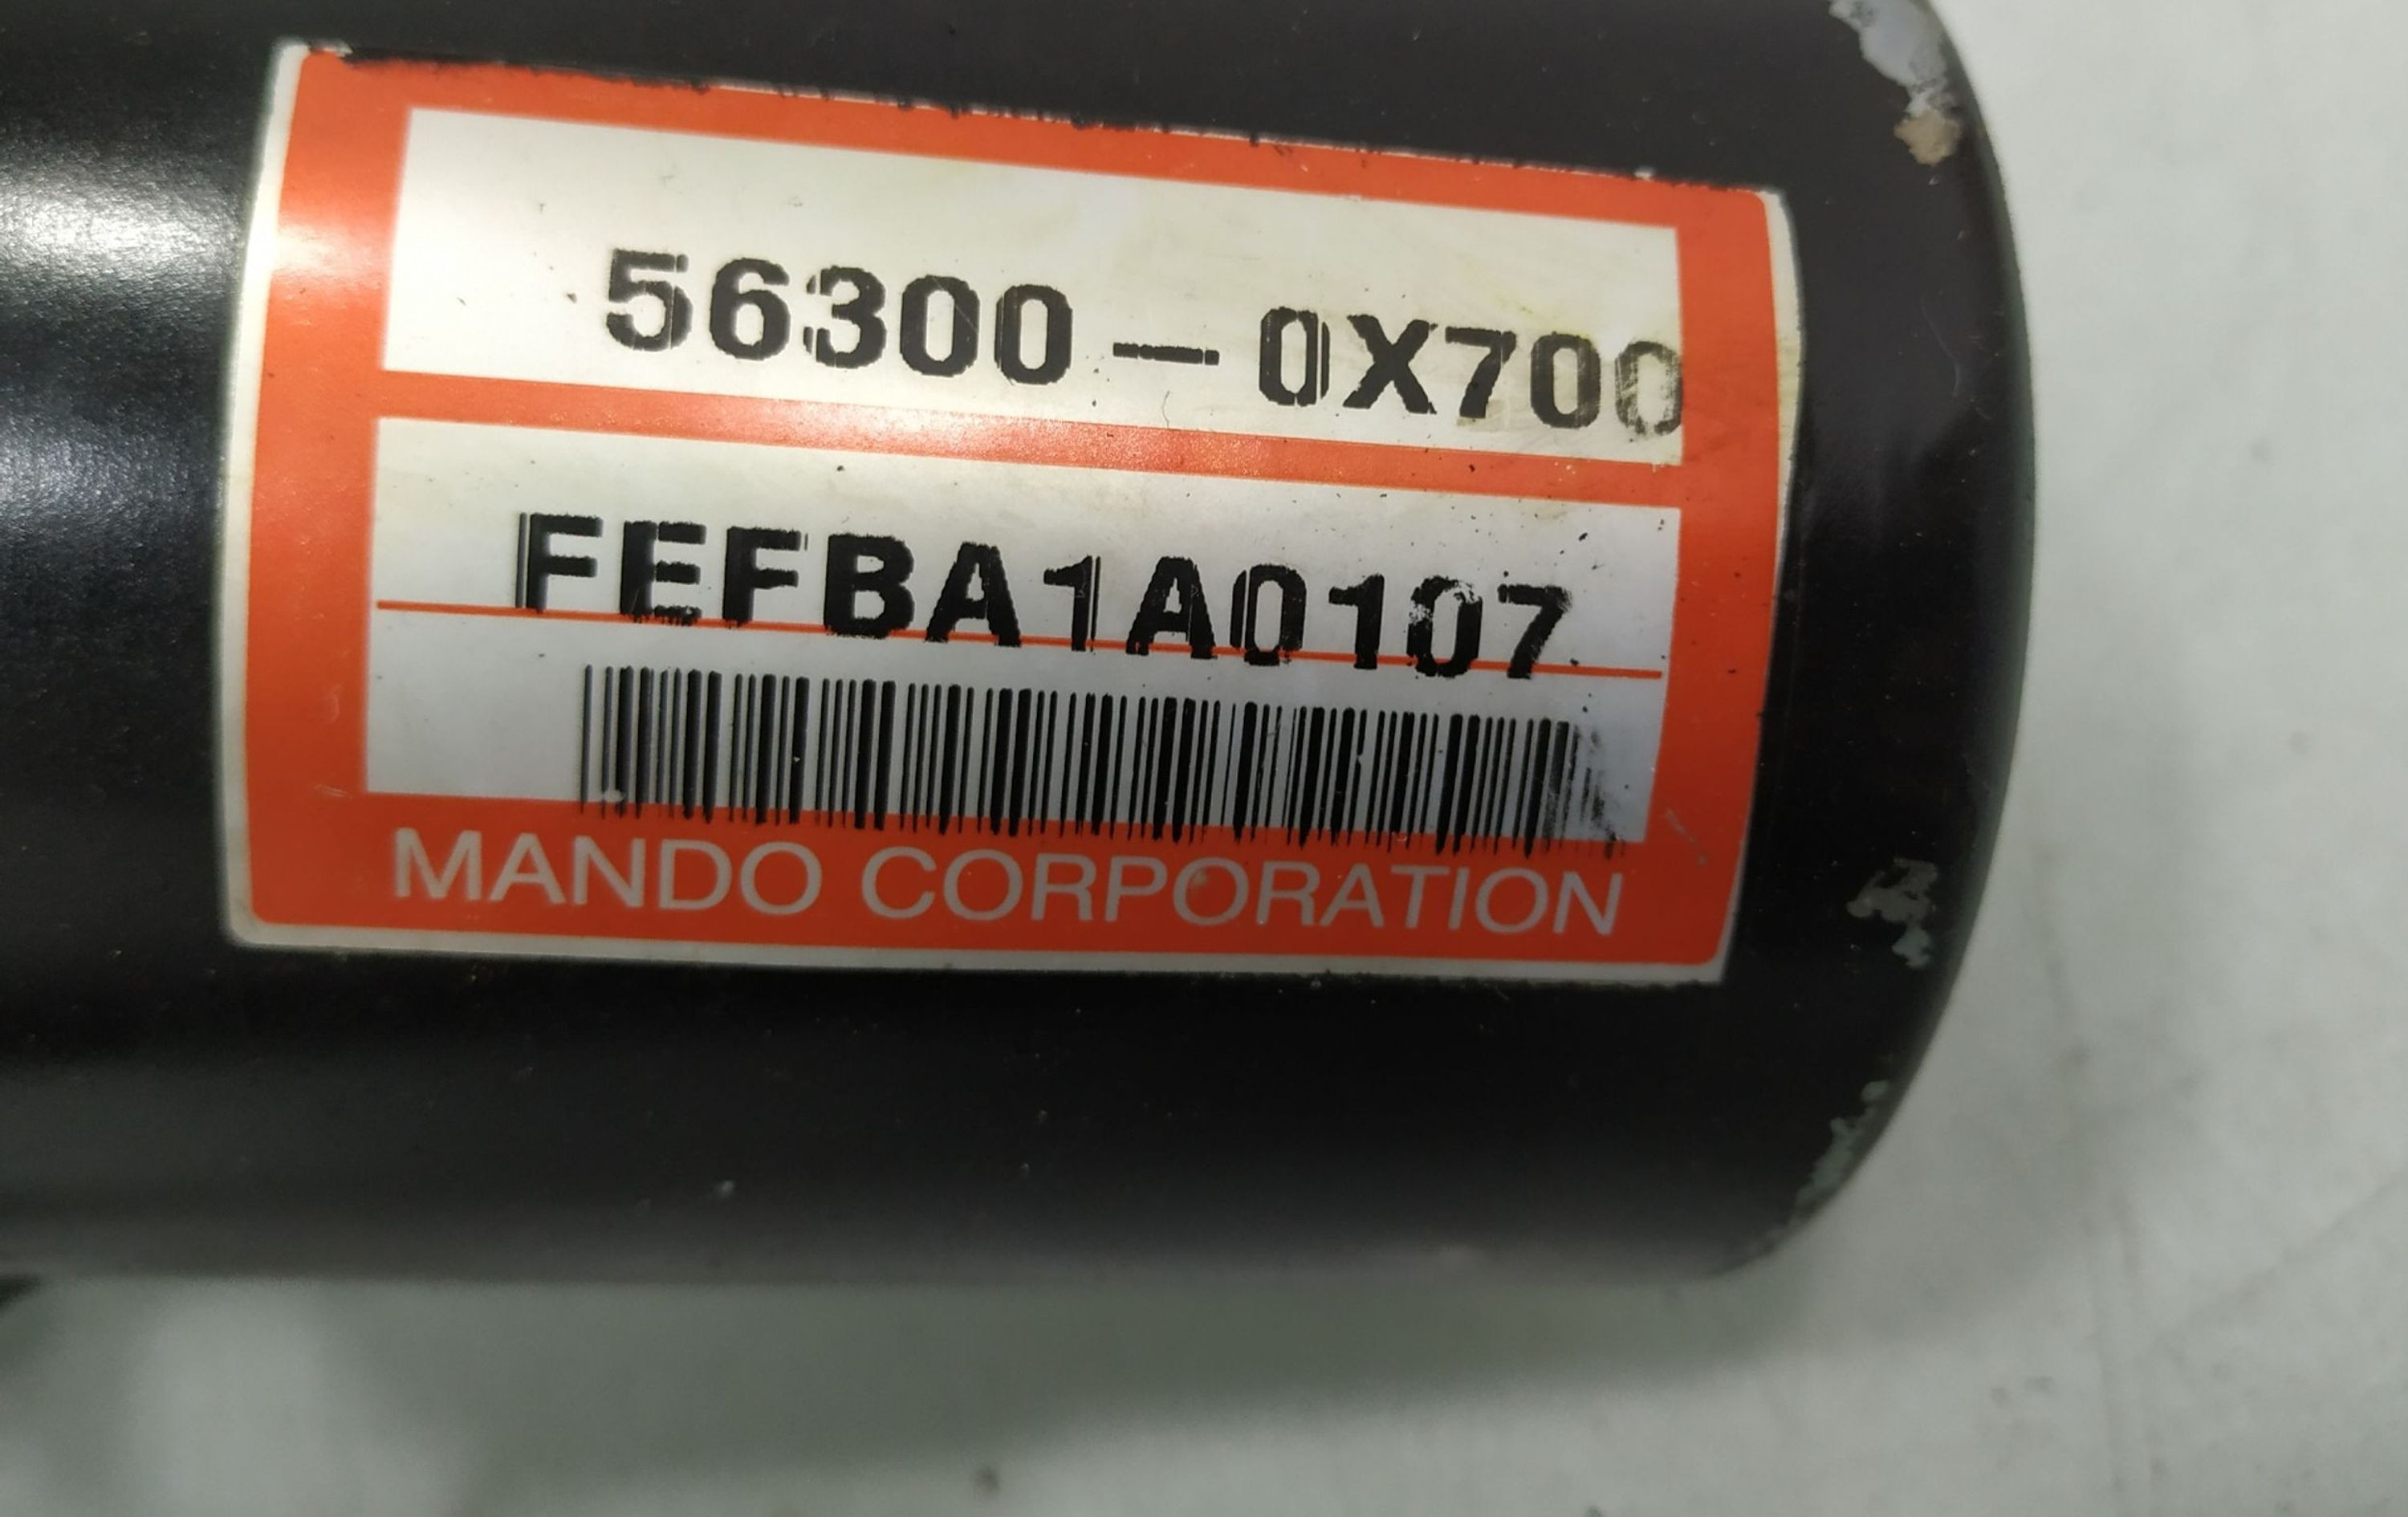 56300-0X700
FEFBA1A0107
MANDO CORPORATION